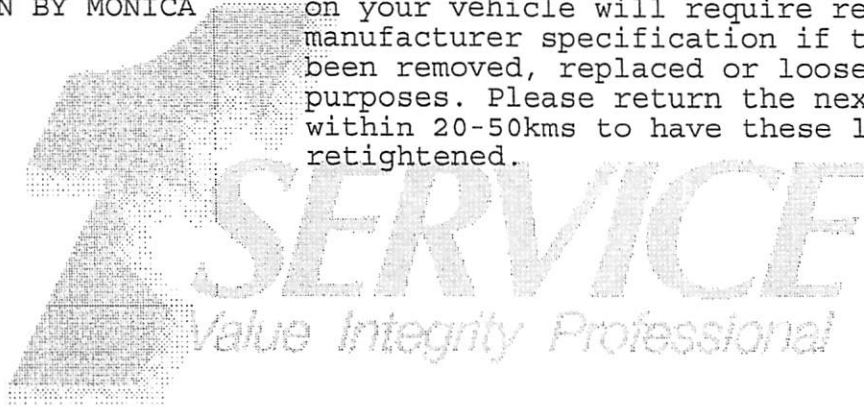 N BY MONICA
on your vehicle will require re
manufacturer specification if t
been removed, replaced or loose
purposes. Please return the nex
within 20-50kms to have these l
retightened.
1
SERVICE
Value Integrity Professional